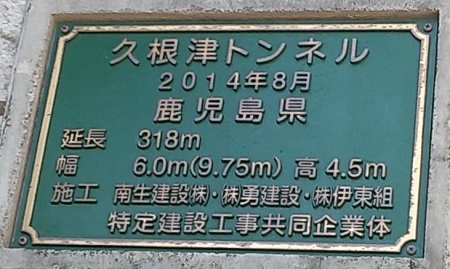 久根津トンネル
2014年8月
鹿児島県
延長 318m
幅 6.0m(9.75m) 高 4.5m
施工 南生建設㈱・㈱勇建設・㈱伊東組
特定建設工事共同企業体